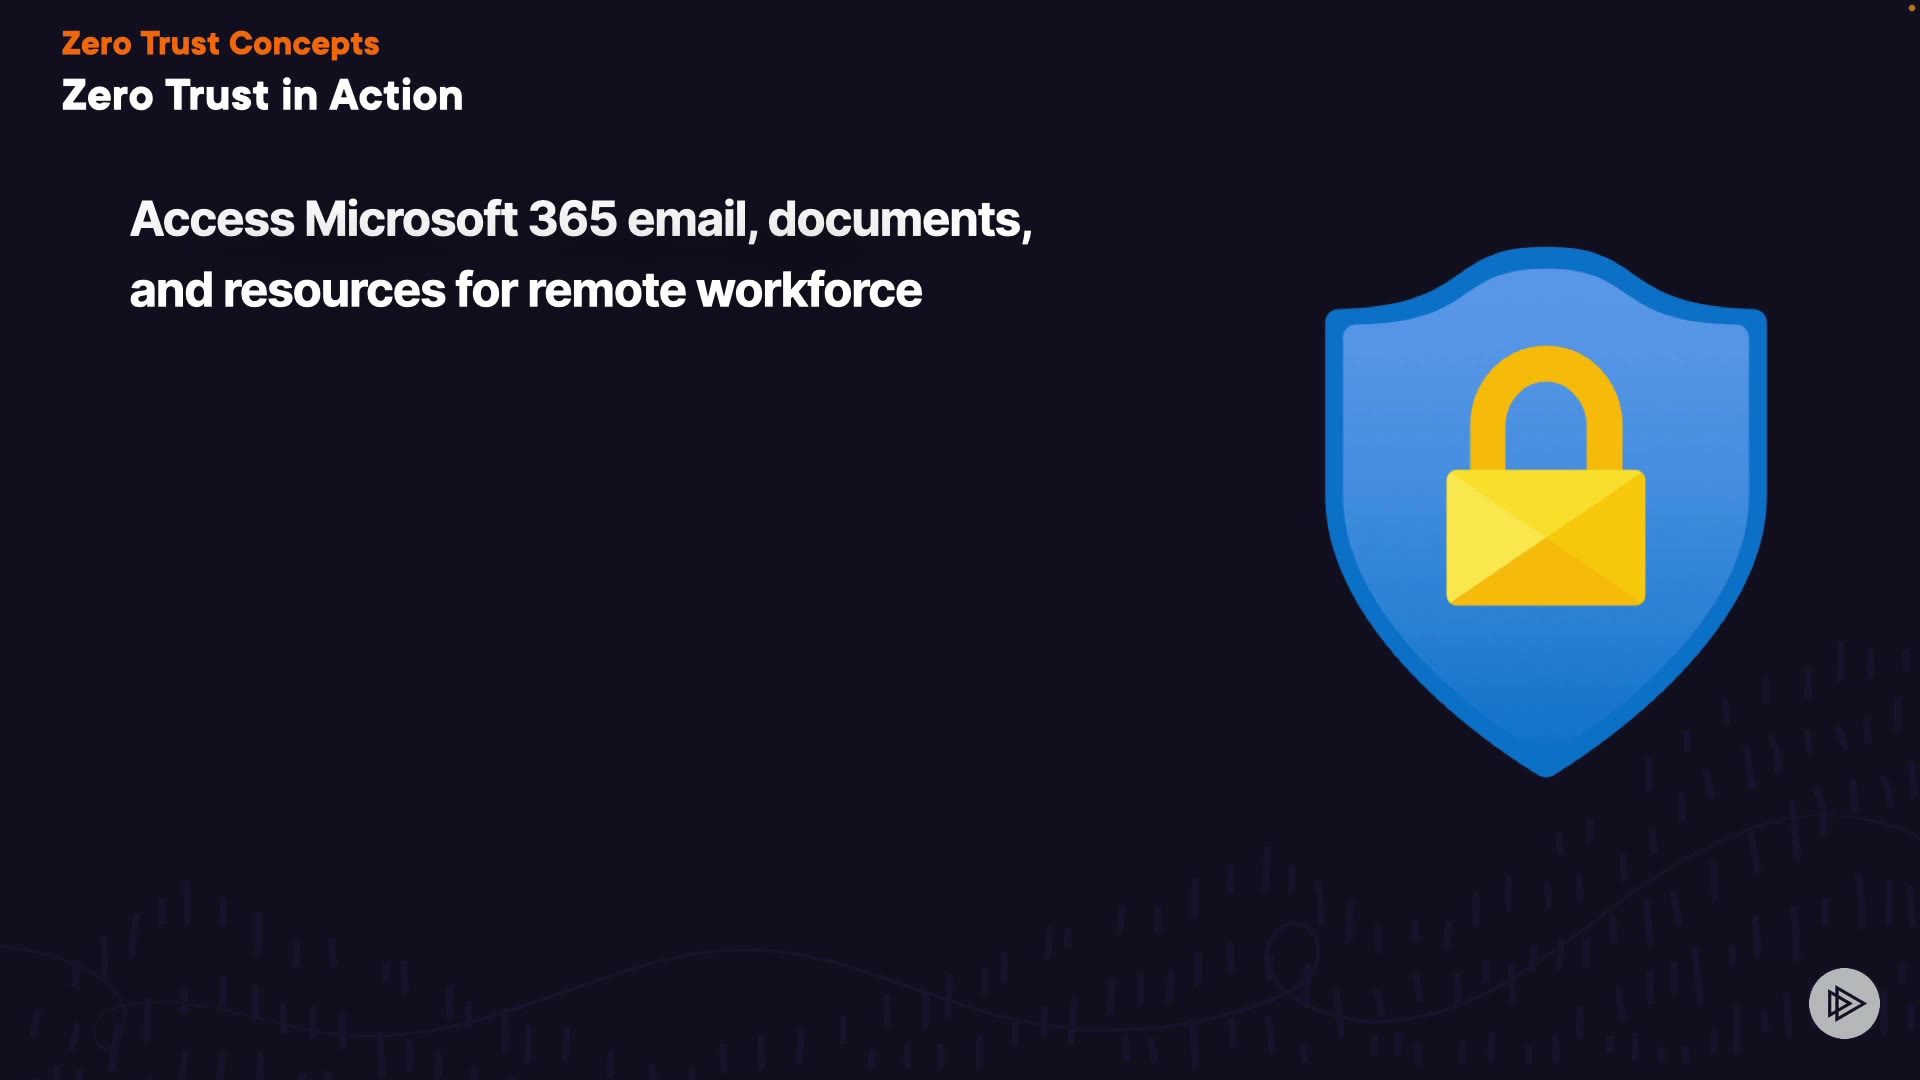 Zero Trust Concepts
Zero Trust in Action
Access Microsoft 365 email, documents,
and resources for remote workforce